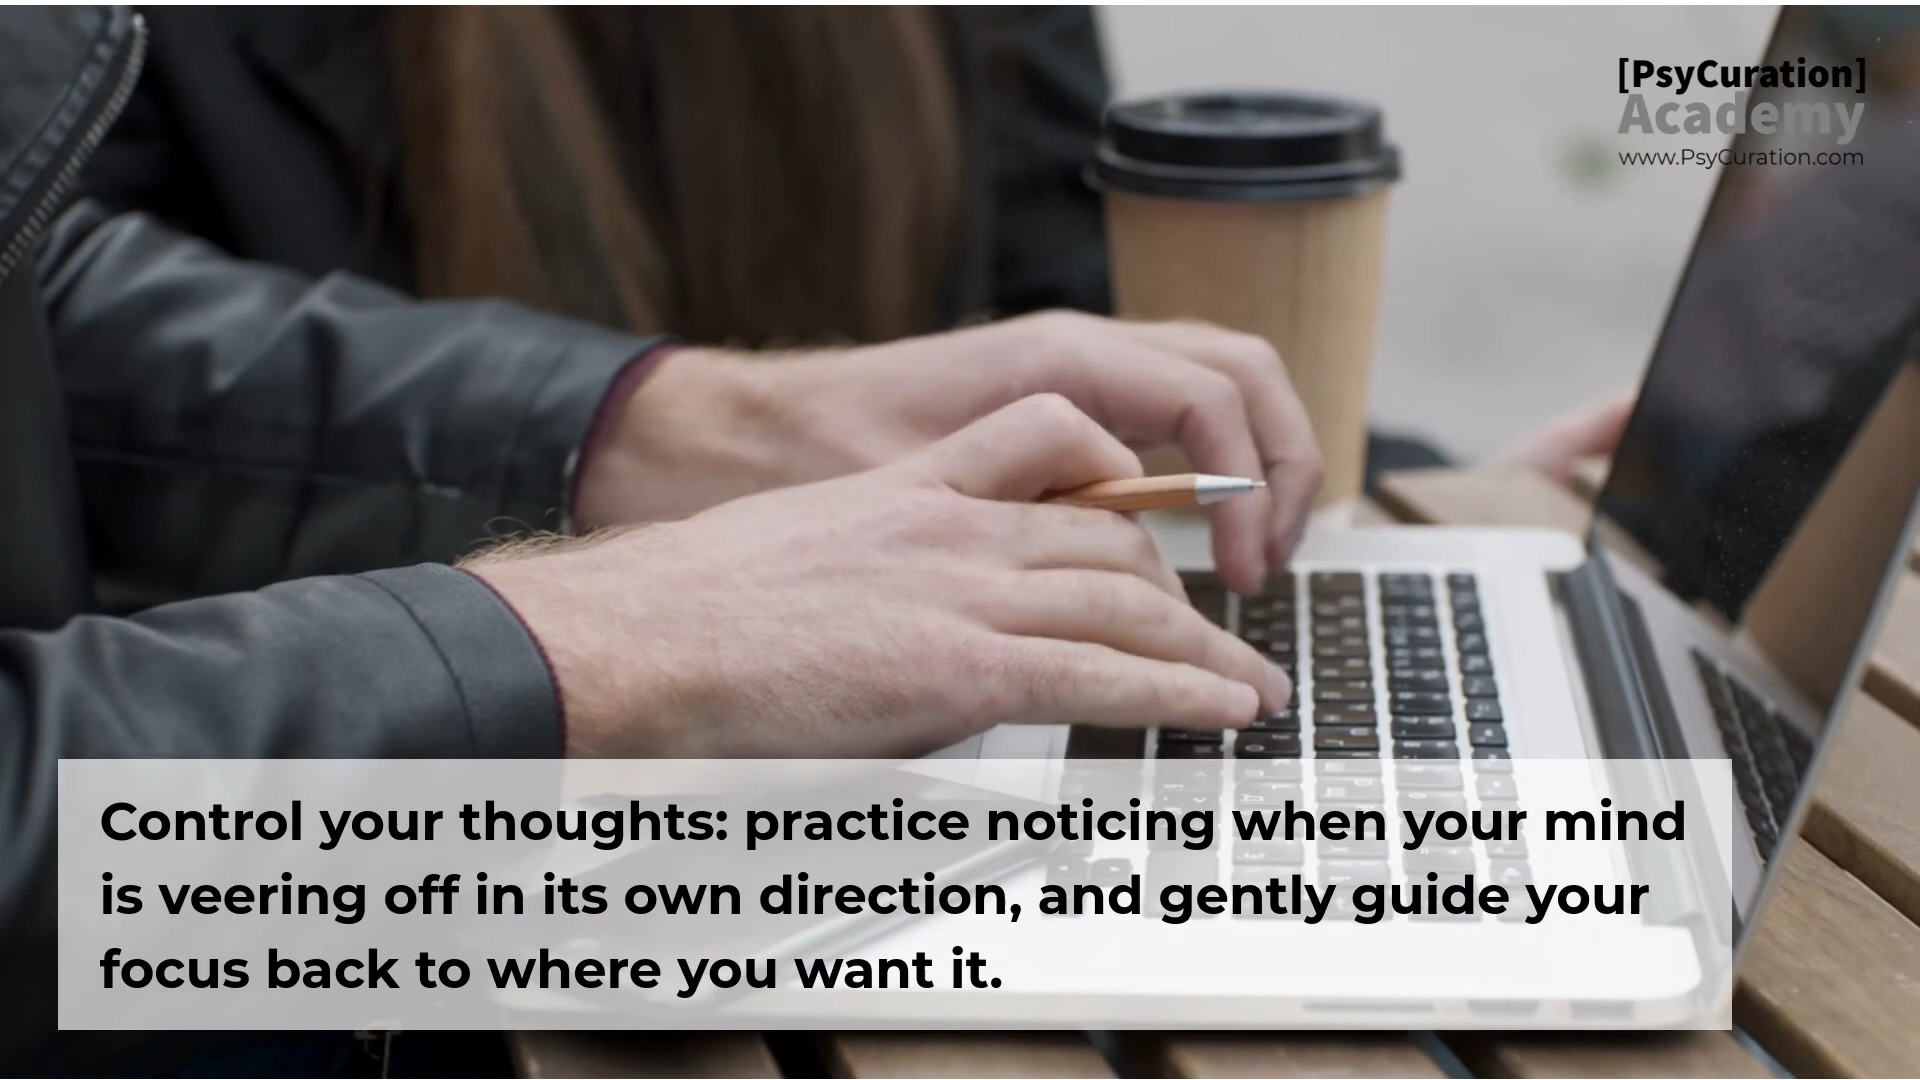 [PsyCuration]
Academy
www.PsyCuration.com
Control your thoughts: practice noticing when your mind
is veering off in its own direction, and gently guide your
focus back to where you want it.